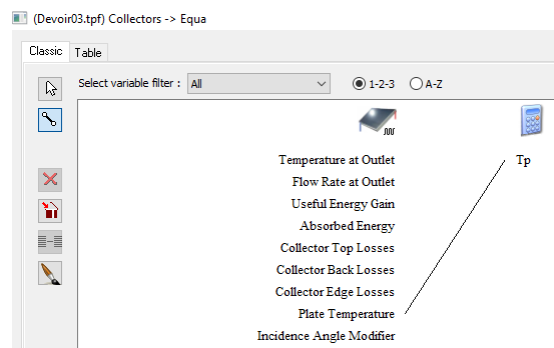 (Devoir03.tpf) Collectors -> Equa
Classic Table
Select variable filter : All 1-2-3 A-Z
Temperature at Outlet Tp
Flow Rate at Outlet
Useful Energy Gain
Absorbed Energy
Collector Top Losses
Collector Back Losses
Collector Edge Losses
Plate Temperature
Incidence Angle Modifier